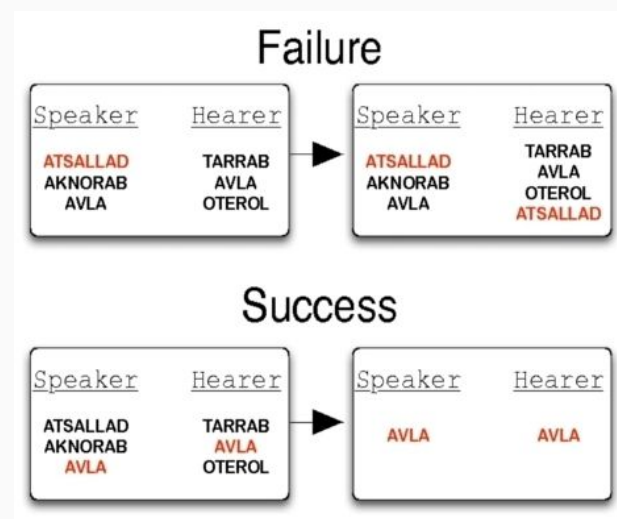 Failure
Speaker Hearer
ATSALLAD TARRAB
AKNORAB AVLA
AVLA OTEROL
Speaker Hearer
ATSALLAD TARRAB
AKNORAB AVLA
AVLA OTEROL
ATSALLAD
Success
Speaker Hearer
ATSALLAD TARRAB
AKNORAB AVLA
AVLA OTEROL
Speaker Hearer
AVLA AVLA